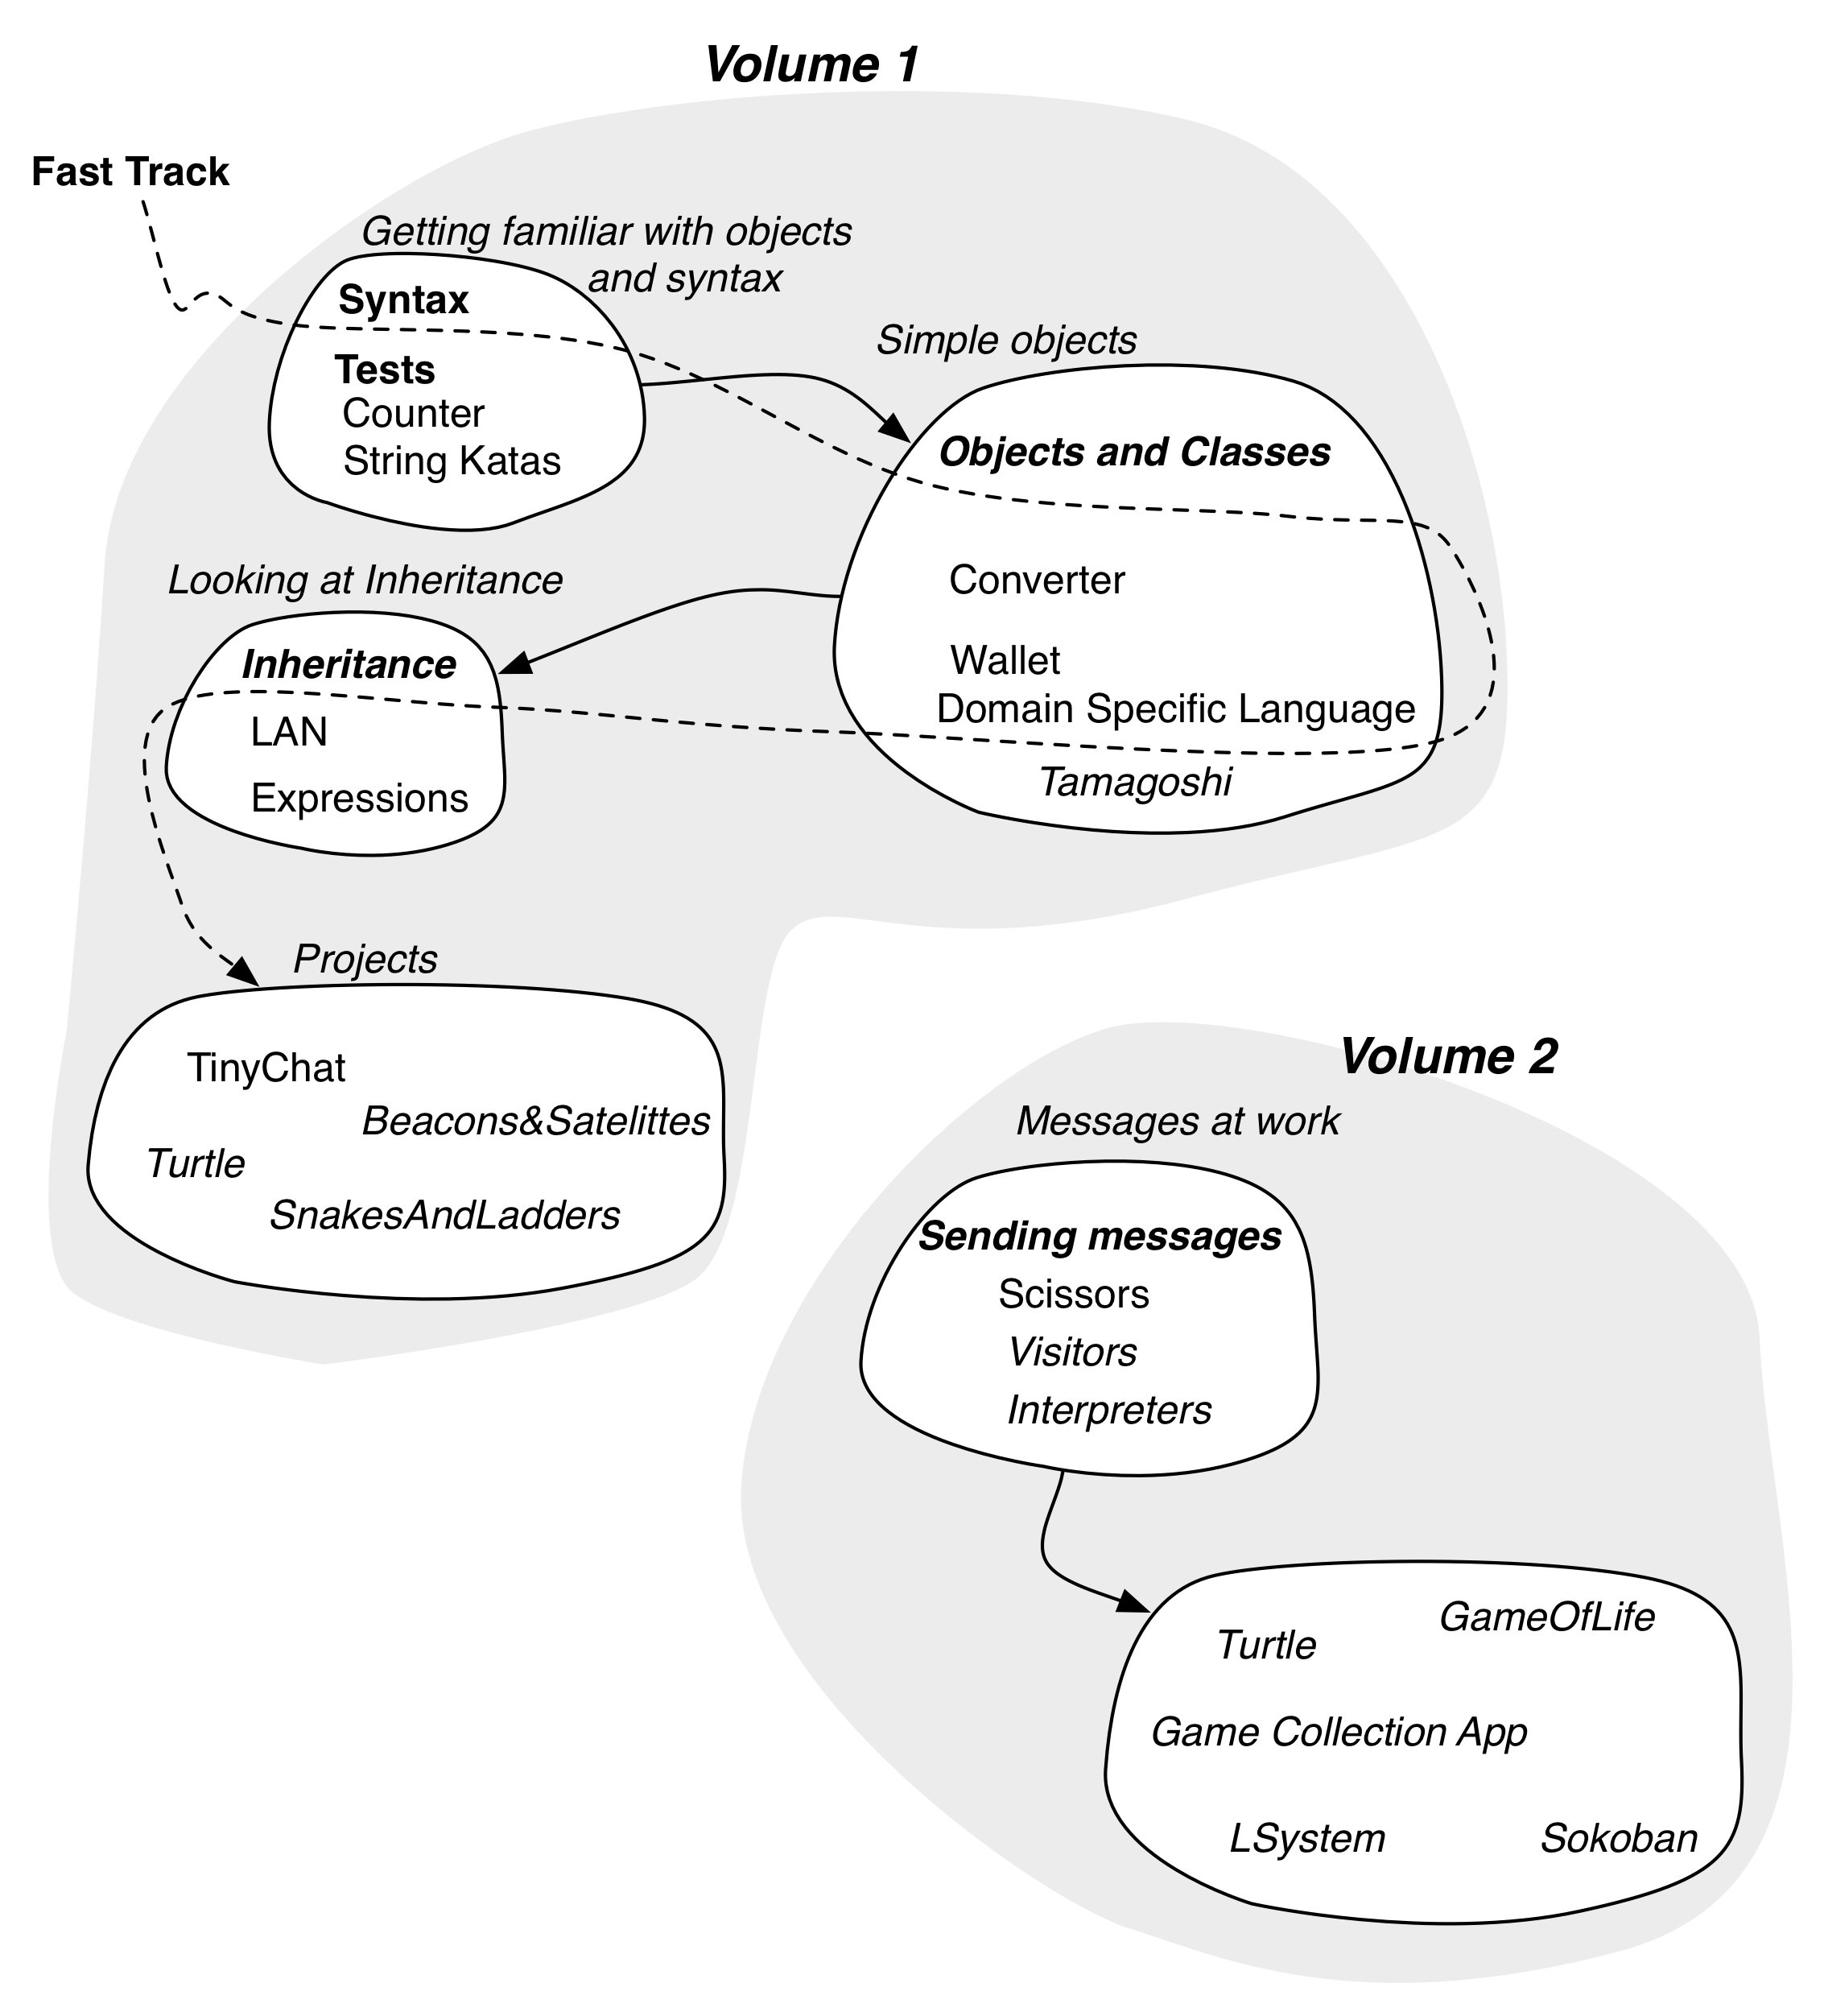 Volume 1
Fast Track
Getting familiar with objects
and syntax
Syntax
Tests
Counter
String Katas
Simple objects
Objects and Classes
Converter
Wallet
Domain Specific Language
Tamagoshi
Looking at Inheritance
Inheritance
LAN
Expressions
Projects
TinyChat
Beacons&Satelittes
Turtle
SnakesAndLadders
Volume 2
Messages at work
Sending messages
Scissors
Visitors
Interpreters
GameOfLife
Turtle
Game Collection App
LSystem
Sokoban